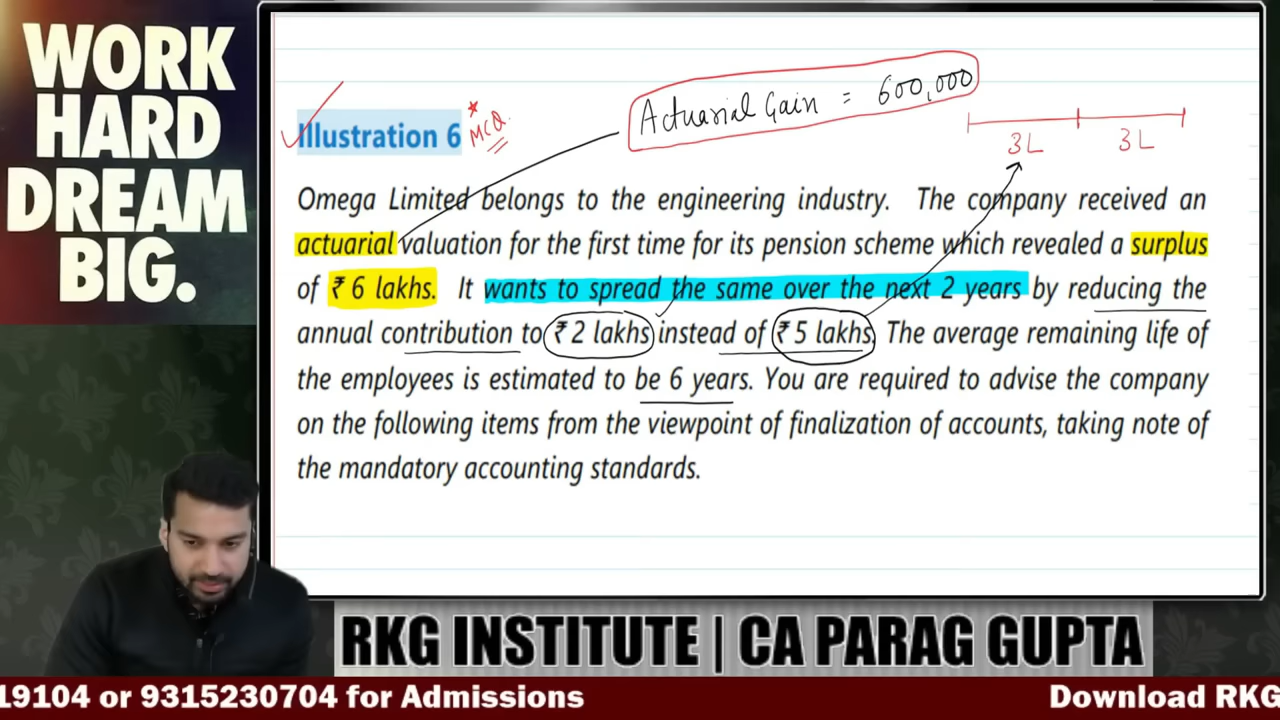 WORK
HARD
DREAM
BIG.
Actuarial Gain = 600,000
Illustration 6
* MCQ
3L 3L
Omega Limited belongs to the engineering industry. The company received an
actuarial valuation for the first time for its pension scheme which revealed a surplus
of ₹ 6 lakhs. It wants to spread the same over the next 2 years by reducing the
annual contribution to ₹ 2 lakhs instead of ₹ 5 lakhs. The average remaining life of
the employees is estimated to be 6 years. You are required to advise the company
on the following items from the viewpoint of finalization of accounts, taking note of
the mandatory accounting standards.
RKG INSTITUTE | CA PARAG GUPTA
19104 or 9315230704 for Admissions Download RKG